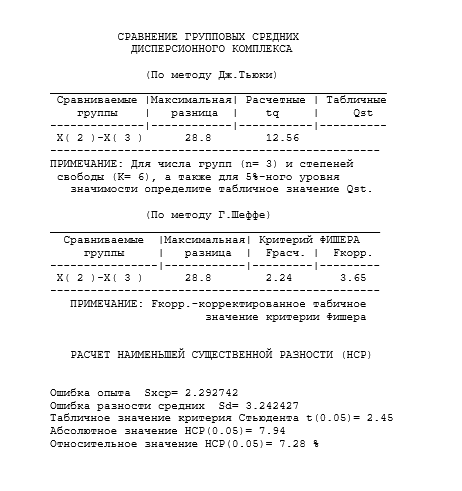 СРАВНЕНИЕ ГРУППОВЫХ СРЕДНИХ
ДИСПЕРСИОННОГО КОМПЛЕКСА
(По методу Дж.Тьюки)
Сравниваемые |Максимальная| Расчетные | Табличные
группы | разница | tq | Qst
--------------|------------|-----------|----------
X( 2 )-X( 3 ) 28.8 12.56
-------------------------------------------------
ПРИМЕЧАНИЕ: Для числа групп (n= 3) и степеней
свободы (K= 6), а также для 5%-ного уровня
значимости определите табличное значение Qst.
(По методу Г.Шеффе)
Сравниваемые |Максимальная| Критерий ФИШЕРА
группы | разница | Fрасч. | Fкорр.
----------------|------------|---------|---------
X( 2 )-X( 3 ) 28.8 2.24 3.65
-------------------------------------------------
ПРИМЕЧАНИЕ: Fкорр.-корректированное табичное
значение критерии Фишера
РАСЧЕТ НАИМЕНЬШЕЙ СУЩЕСТВЕННОЙ РАЗНОСТИ (НСР)
Ошибка опыта Sxср= 2.292742
Ошибка разности средних Sd= 3.242427
Табличное значение критерия Стьюдента t(0.05)= 2.45
Абсолютное значение НСР(0.05)= 7.94
Относительное значение НСР(0.05)= 7.28 %